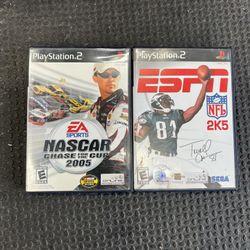 PlayStation 2
EA
SPORTS
NASCAR
CHASE FOR THE CUP
2005
E
PlayStation 2
ESPN
NFL
2K5
81
E
SEGA